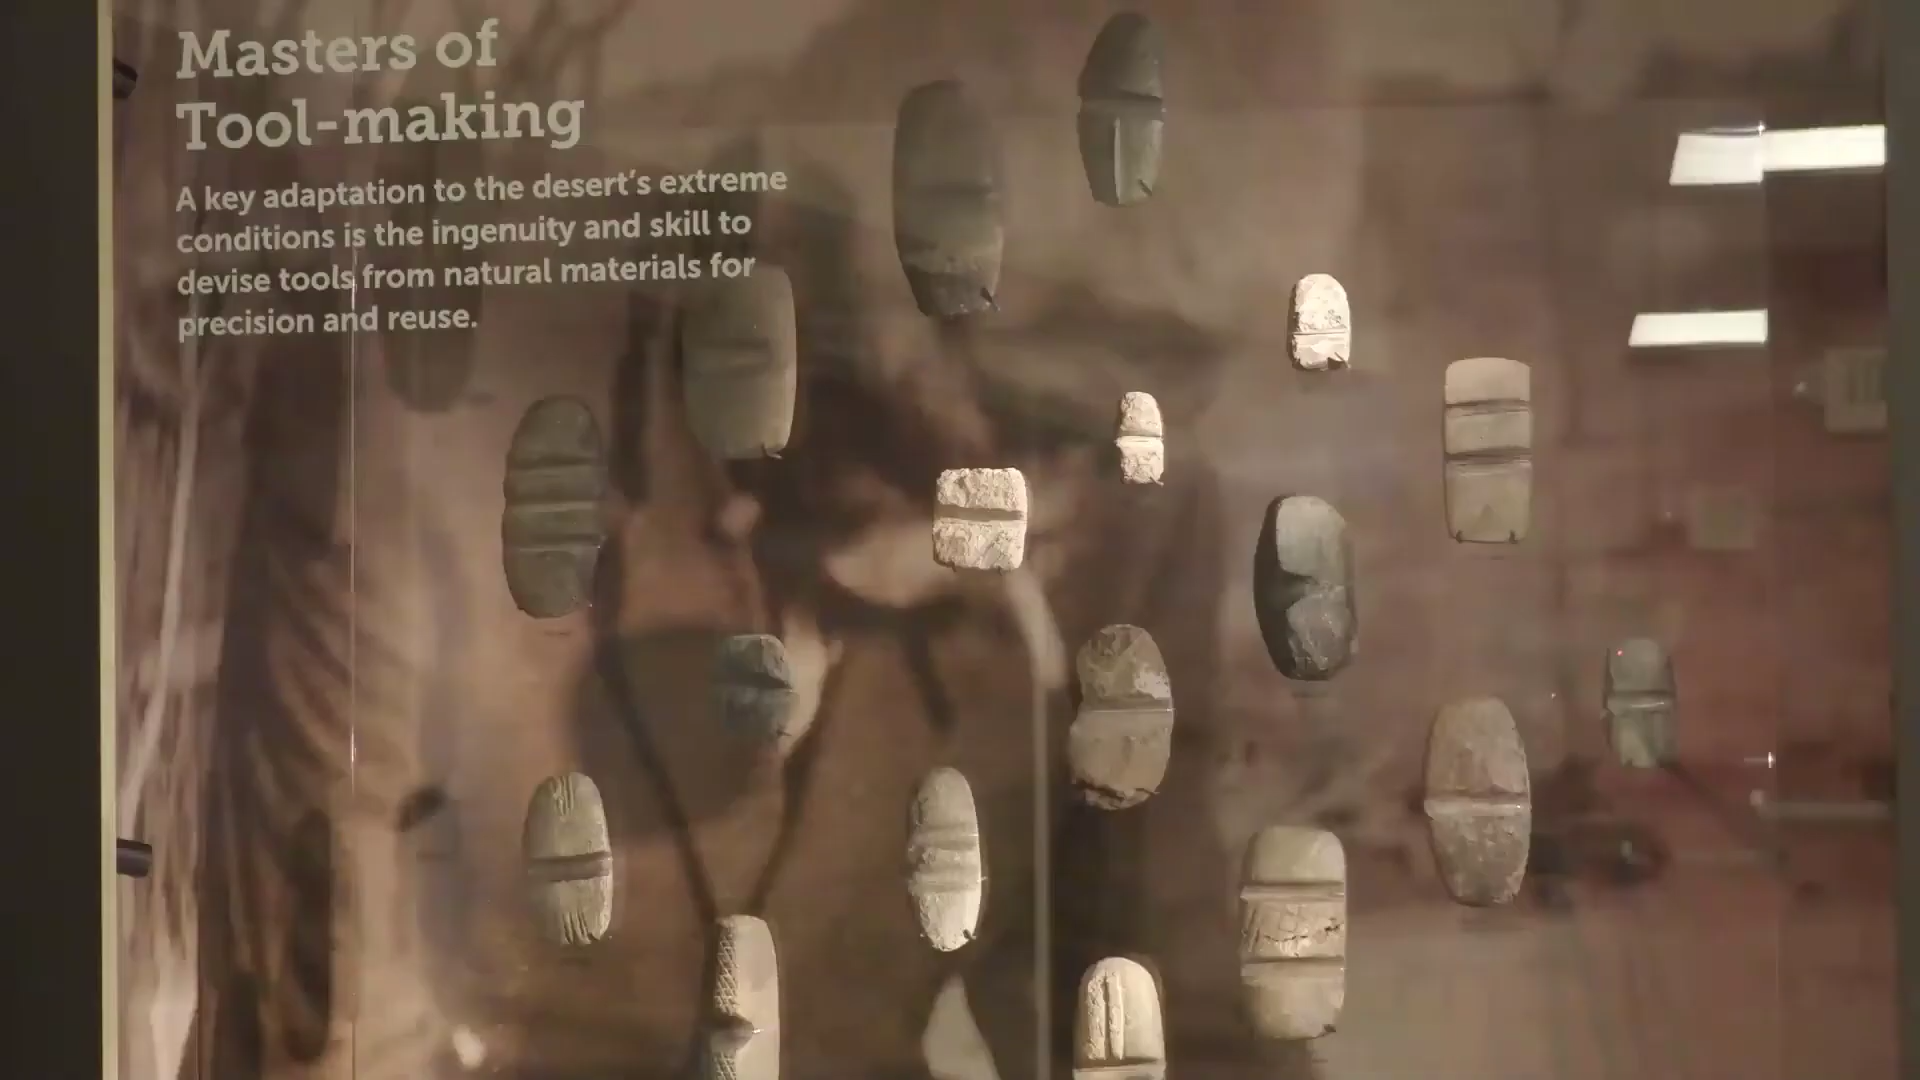 Masters of
Tool-making
A key adaptation to the desert's extreme
conditions is the ingenuity and skill to
devise tools from natural materials for
precision and reuse.